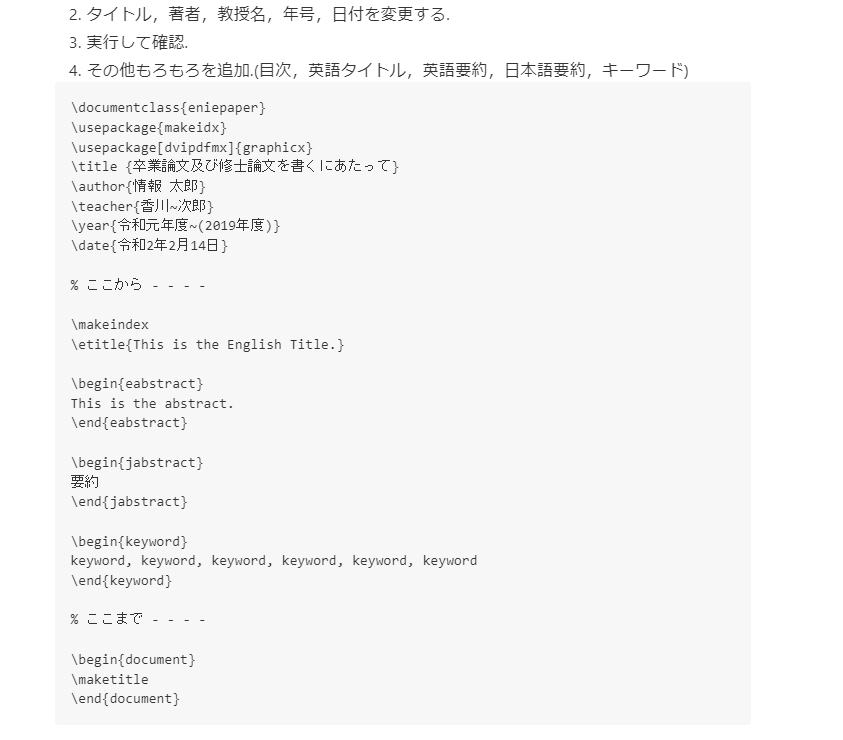 2. タイトル，著者，教授名，年号，日付を変更する.
3. 実行して確認.
4. その他もろもろを追加.(目次，英語タイトル，英語要約，日本語要約，キーワード)
\documentclass{eniepaper}
\usepackage{makeidx}
\usepackage[dvipdfmx]{graphicx}
\title {卒業論文及び修士論文を書くにあたって}
\author{情報 太郎}
\teacher{香川~次郎}
\year{令和元年度~(2019年度)}
\date{令和2年2月14日}
% ここから - - - -
\makeindex
\etitle{This is the English Title.}
\begin{eabstract}
This is the abstract.
\end{eabstract}
\begin{jabstract}
要約
\end{jabstract}
\begin{keyword}
keyword, keyword, keyword, keyword, keyword, keyword
\end{keyword}
% ここまで - - - -
\begin{document}
\maketitle
\end{document}